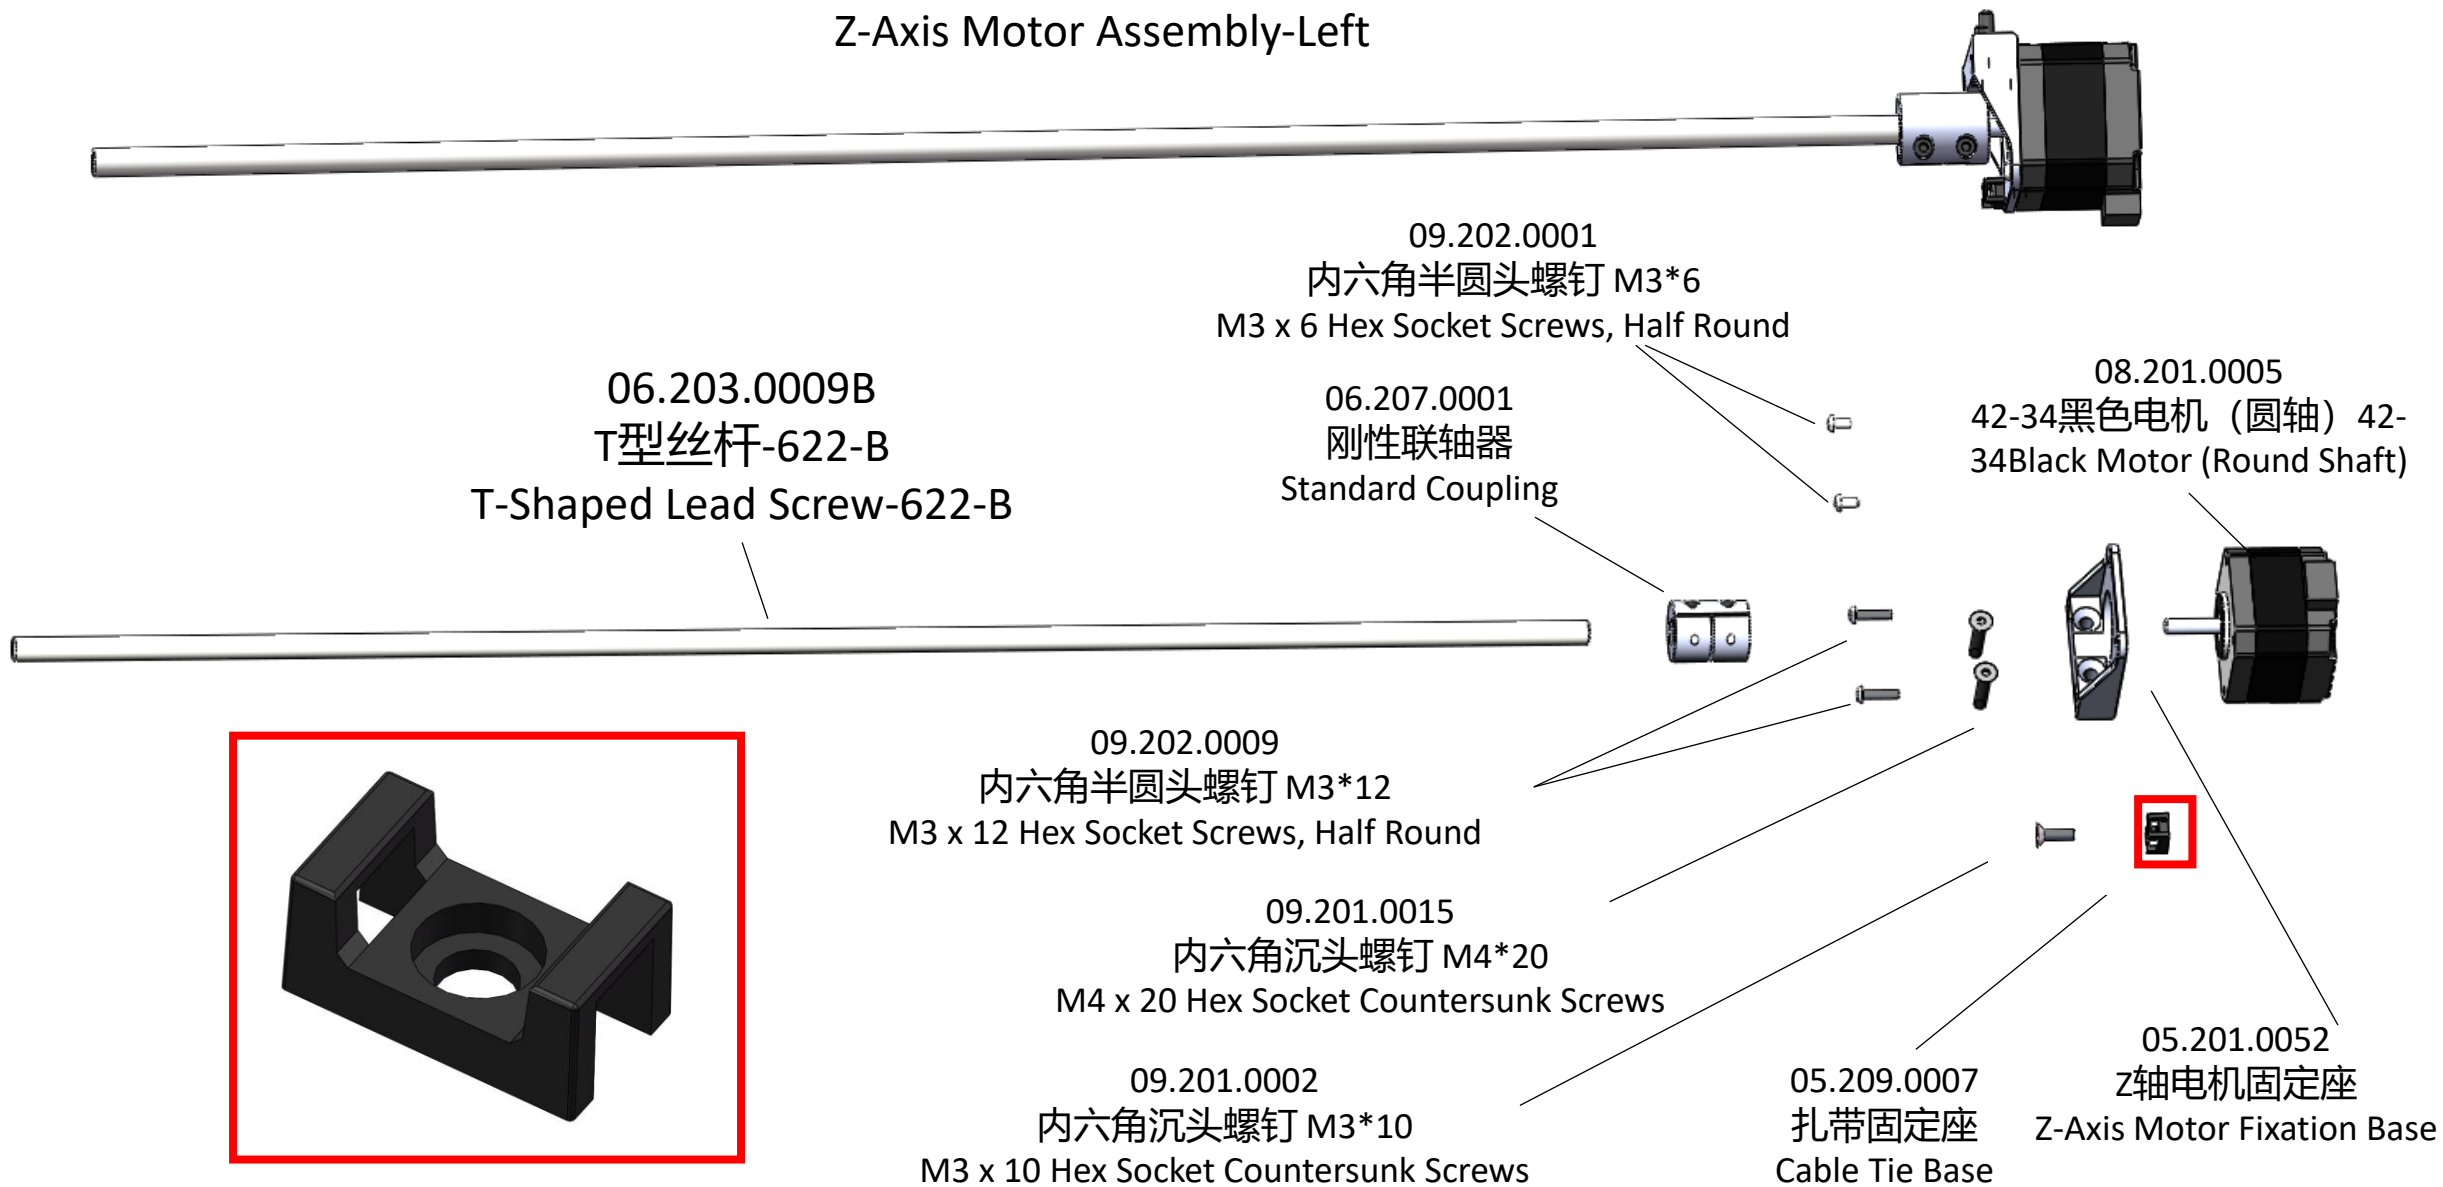 Z-Axis Motor Assembly-Left
09.202.0001
内六角半圆头螺钉 M3*6
M3 x 6 Hex Socket Screws, Half Round
06.203.0009B
T型丝杆-622-B
T-Shaped Lead Screw-622-B
06.207.0001
刚性联轴器
Standard Coupling
08.201.0005
42-34黑色电机（圆轴）42-
34Black Motor (Round Shaft)
09.202.0009
内六角半圆头螺钉 M3*12
M3 x 12 Hex Socket Screws, Half Round
09.201.0015
内六角沉头螺钉 M4*20
M4 x 20 Hex Socket Countersunk Screws
09.201.0002
内六角沉头螺钉 M3*10
M3 x 10 Hex Socket Countersunk Screws
05.209.0007
扎带固定座
Cable Tie Base
05.201.0052
Z轴电机固定座
Z-Axis Motor Fixation Base